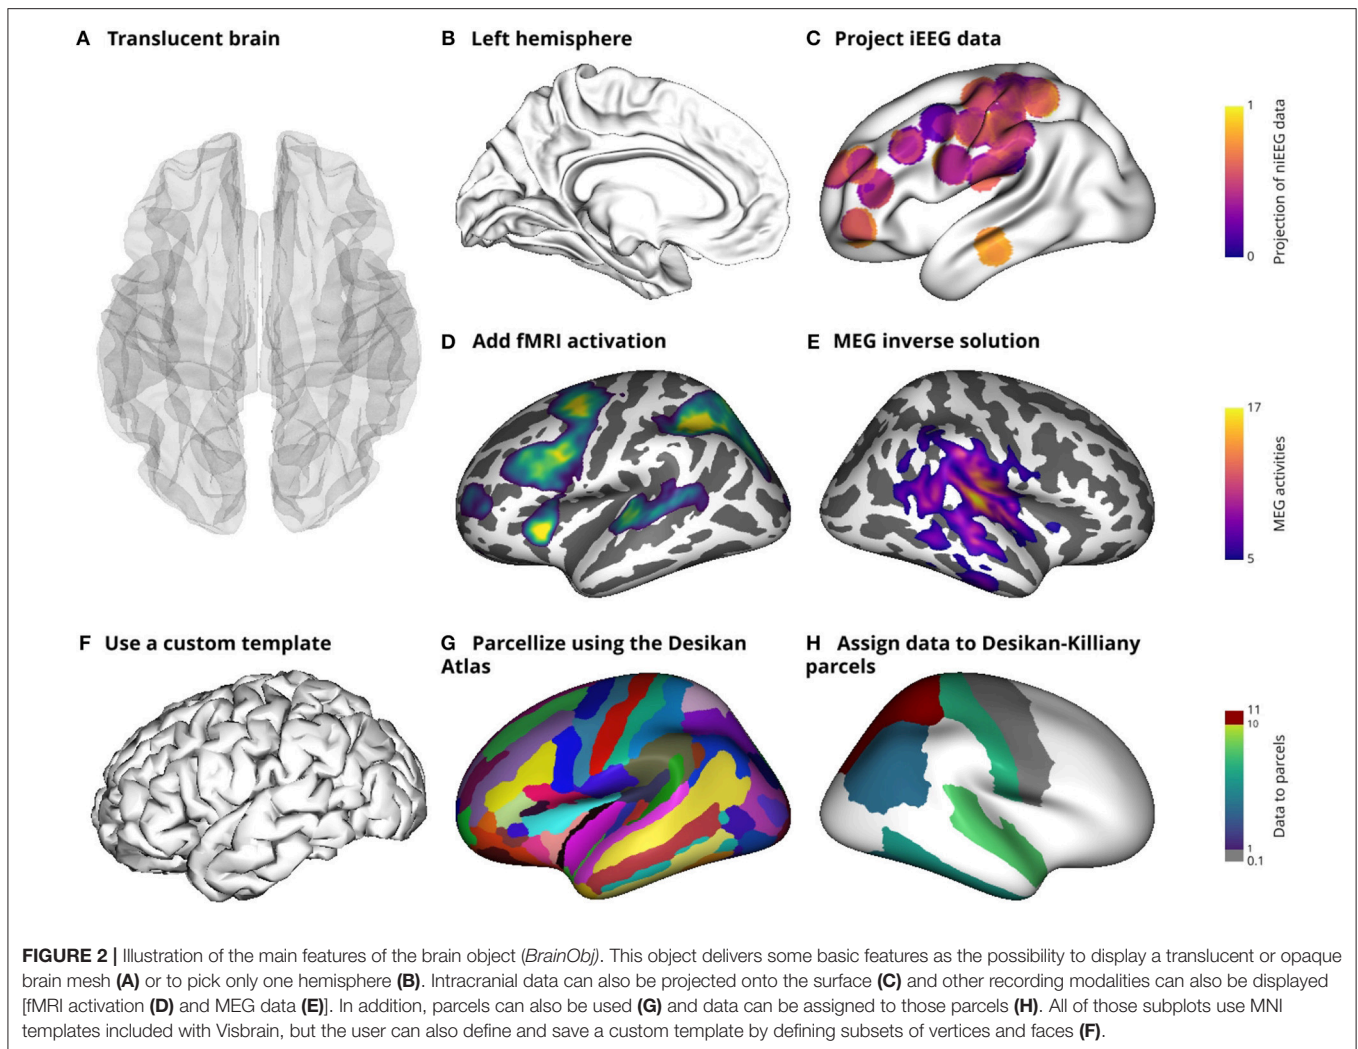 A Translucent brain
B Left hemisphere
C Project iEEG data
1
Projection of niEEG data
0
D Add fMRI activation
E MEG inverse solution
17
MEG activities
5
F Use a custom template
G Parcellize using the Desikan
Atlas
H Assign data to Desikan-Killiany
parcels
11
10
Data to parcels
1
0.1
FIGURE 2 | Illustration of the main features of the brain object (BrainObj). This object delivers some basic features as the possibility to display a translucent or opaque
brain mesh (A) or to pick only one hemisphere (B). Intracranial data can also be projected onto the surface (C) and other recording modalities can also be displayed
[fMRI activation (D) and MEG data (E)]. In addition, parcels can also be used (G) and data can be assigned to those parcels (H). All of those subplots use MNI
templates included with Visbrain, but the user can also define and save a custom template by defining subsets of vertices and faces (F).